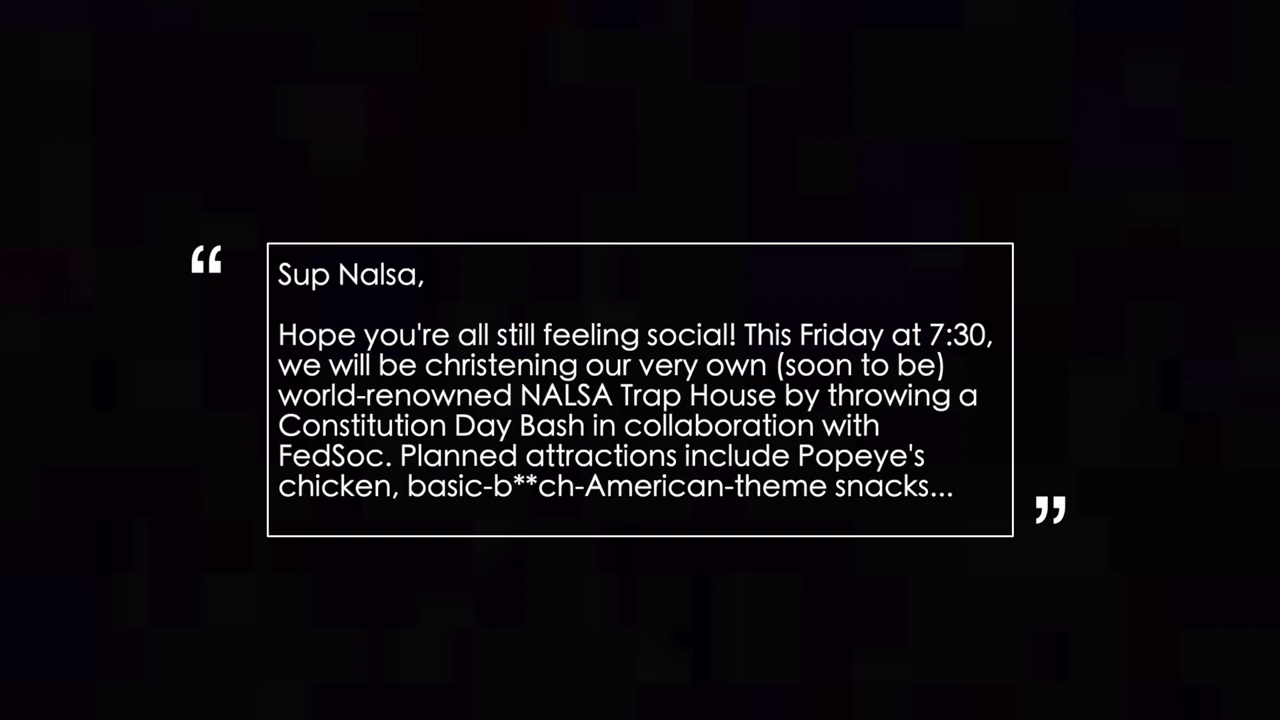 “
Sup Nalsa,
Hope you're all still feeling social! This Friday at 7:30,
we will be christening our very own (soon to be)
world-renowned NALSA Trap House by throwing a
Constitution Day Bash in collaboration with
FedSoc. Planned attractions include Popeye's
chicken, basic-b**ch-American-theme snacks...
”